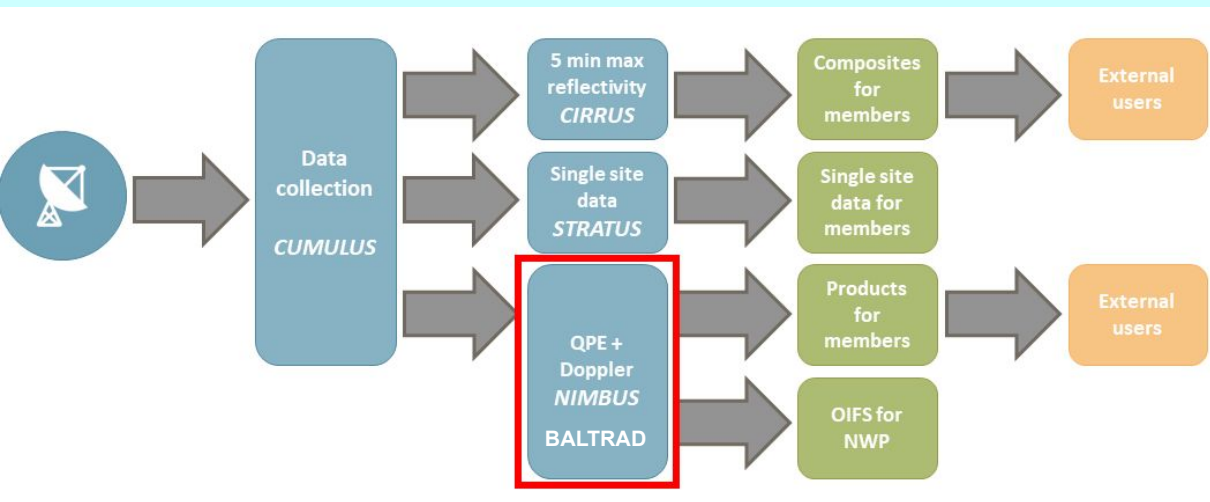 Data
collection
CUMULUS
5 min max
reflectivity
CIRRUS
Composites
for
members
External
users
Single site
data
STRATUS
Single site
data for
members
QPE +
Doppler
NIMBUS
BALTRAD
Products
for
members
External
users
OIFS for
NWP